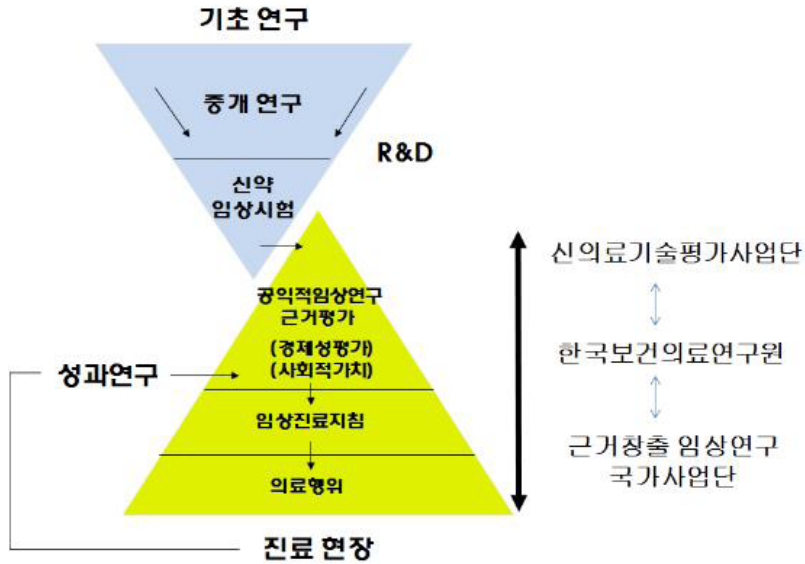 기초 연구
중개 연구
R&D
신약
임상시험
신의료기술평가사업단
공익적임상연구
근거평가
(경제성평가)
(사회적가치)
한국보건의료연구원
성과연구
임상진료지침
근거창출 임상연구
국가사업단
의료행위
진료 현장